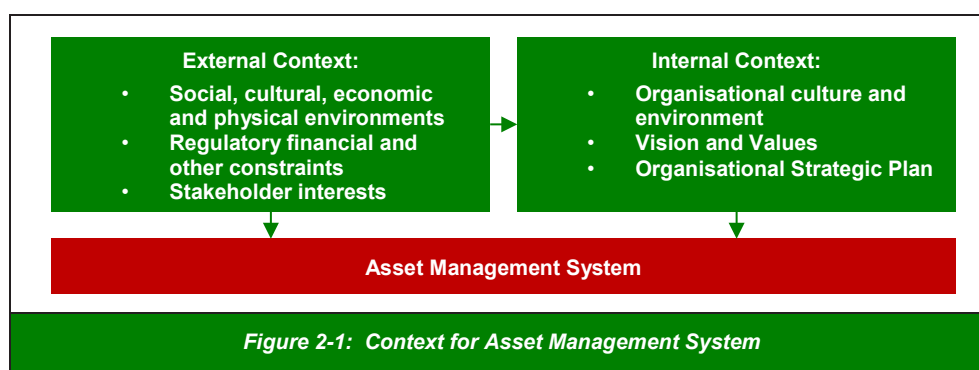 External Context:
• Social, cultural, economic
and physical environments
• Regulatory financial and
other constraints
• Stakeholder interests
Internal Context:
• Organisational culture and
environment
• Vision and Values
• Organisational Strategic Plan
Asset Management System
Figure 2-1: Context for Asset Management System